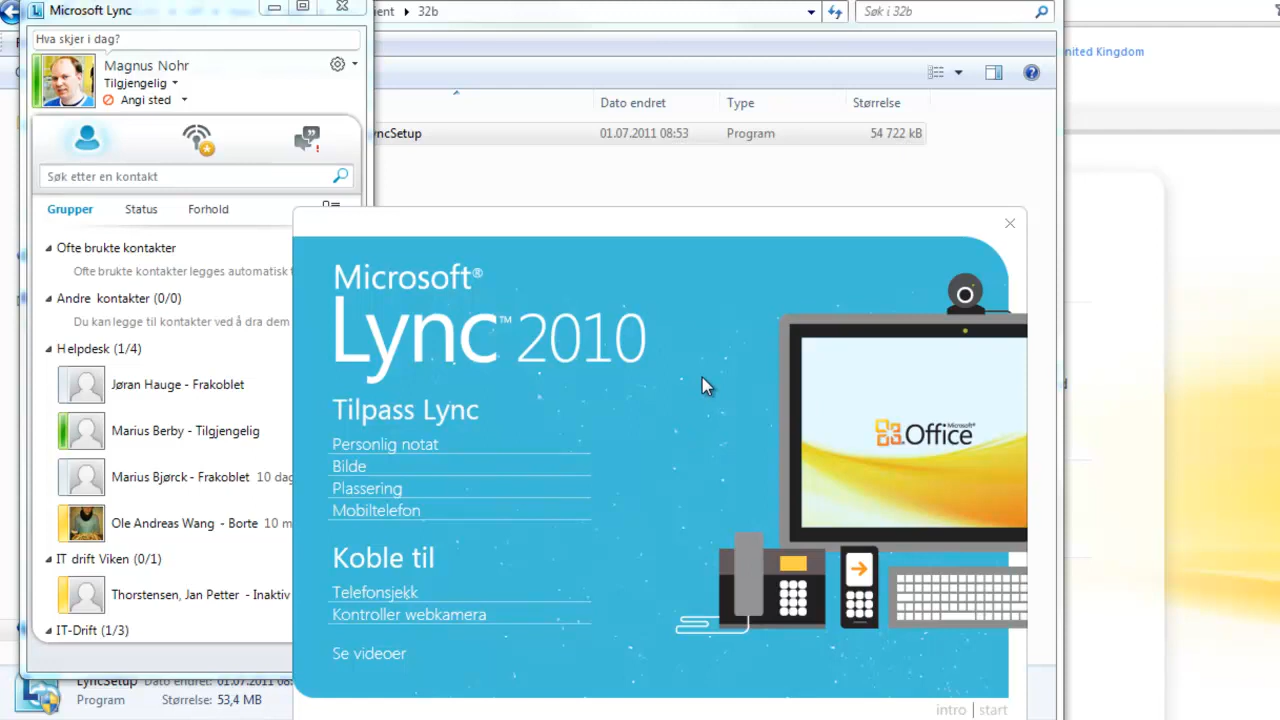 Microsoft Lync
ient ▸ 32b
Søk i 32b
Hva skjer i dag?
Magnus Nohr
Tilgjengelig
Angi sted
nited Kingdom
Dato endret
Type
Størrelse
yncSetup
01.07.2011 08:53
Program
54 722 kB
Søk etter en kontakt
Grupper
Status
Forhold
Ofte brukte kontakter
Ofte brukte kontakter legges automatisk t
Andre kontakter (0/0)
Du kan legge til kontakter ved å dra dem
Helpdesk (1/4)
Jøran Hauge - Frakoblet
Marius Berby - Tilgjengelig
Marius Bjørck - Frakoblet 10 dag
Ole Andreas Wang - Borte 10 m
IT drift Viken (0/1)
Thorstensen, Jan Petter - Inaktiv
IT-Drift (1/3)
Microsoft®
Lync™ 2010
Tilpass Lync
Personlig notat
Bilde
Plassering
Mobiltelefon
Koble til
Telefonsjekk
Kontroller webkamera
Se videoer
Microsoft®
Office
intro | start
LyncSetup Dato endret: 01.07.2011 08:
Program Størrelse: 53,4 MB